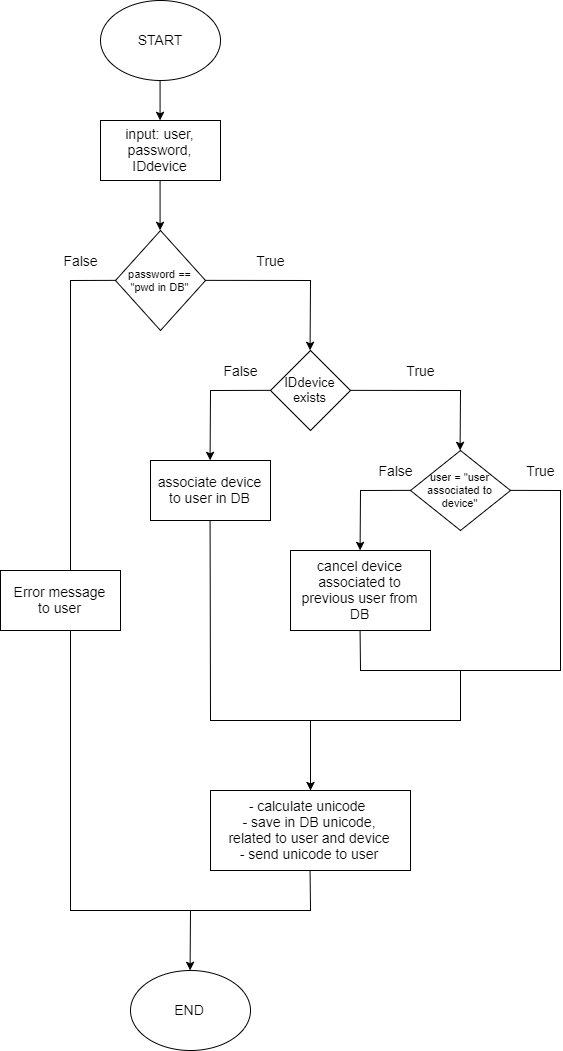 START
input: user,
password,
IDdevice
False
True
password ==
"pwd in DB"
False
True
IDdevice
exists
False
True
user = "user
associated to
device"
associate device
to user in DB
cancel device
associated to
previous user from
DB
Error message
to user
- calculate unicode
- save in DB unicode,
related to user and device
- send unicode to user
END